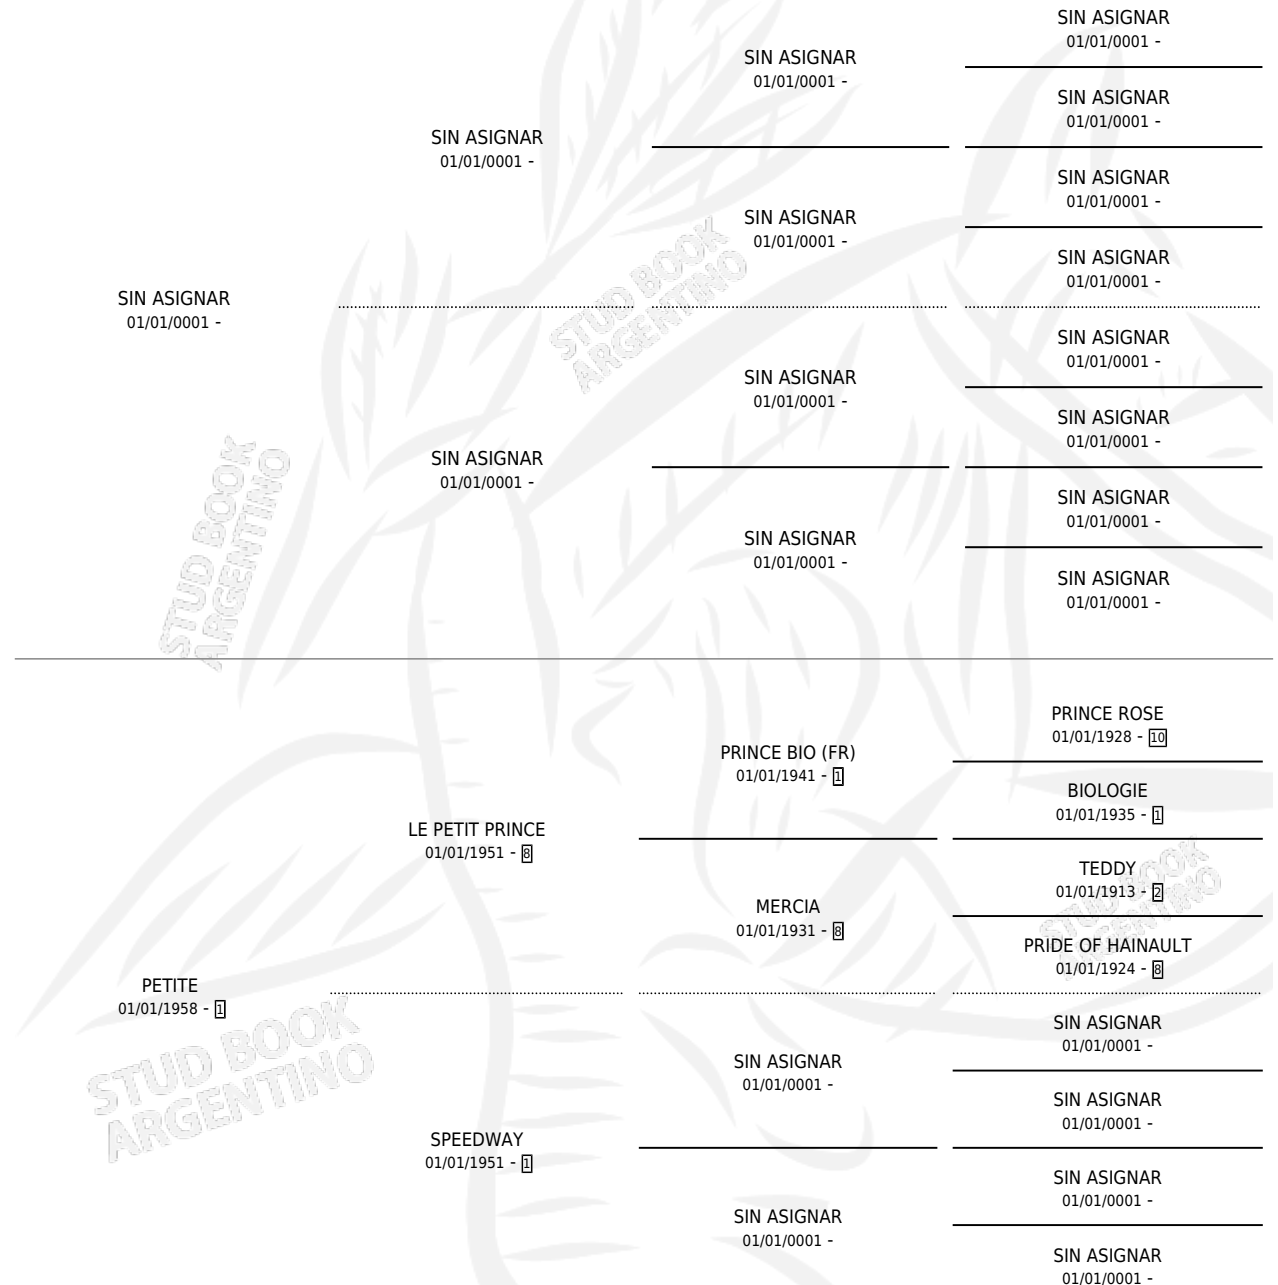 SIN ASIGNAR
01/01/0001 -
SIN ASIGNAR
01/01/0001 -
SIN ASIGNAR
01/01/0001 -
SIN ASIGNAR
01/01/0001 -
SIN ASIGNAR
01/01/0001 -
SIN ASIGNAR
01/01/0001 -
SIN ASIGNAR
01/01/0001 -
STUD BOOK
ARGENTINO
SIN ASIGNAR
01/01/0001 -
SIN ASIGNAR
01/01/0001 -
SIN ASIGNAR
01/01/0001 -
SIN ASIGNAR
01/01/0001 -
SIN ASIGNAR
01/01/0001 -
SIN ASIGNAR
01/01/0001 -
STUD BOOK
ARGENTINO
SIN ASIGNAR
01/01/0001 -
SIN ASIGNAR
01/01/0001 -
PRINCE ROSE
01/01/1928 - 10
PRINCE BIO (FR)
01/01/1941 - 1
BIOLOGIE
01/01/1935 - 1
LE PETIT PRINCE
01/01/1951 - 8
TEDDY
01/01/1913 - 2
STUD BOOK
ARGENTINO
MERCIA
01/01/1931 - 8
PRIDE OF HAINAULT
01/01/1924 - 8
PETITE
01/01/1958 - 1
STUD BOOK
ARGENTINO
SIN ASIGNAR
01/01/0001 -
SIN ASIGNAR
01/01/0001 -
SIN ASIGNAR
01/01/0001 -
SPEEDWAY
01/01/1951 - 1
SIN ASIGNAR
01/01/0001 -
SIN ASIGNAR
01/01/0001 -
SIN ASIGNAR
01/01/0001 -